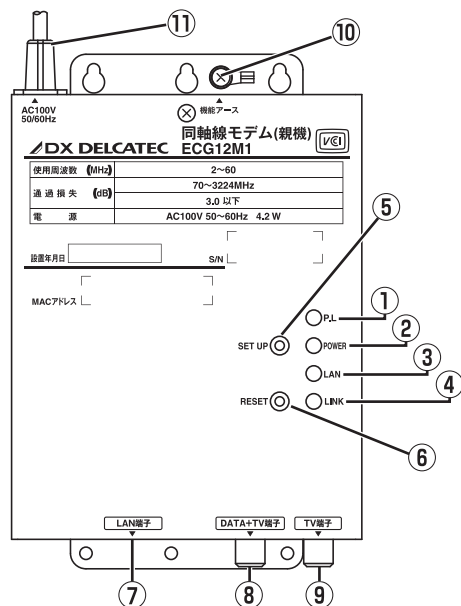 ⑪
⑩
AC100V
50/60Hz
機能アース
DX DELCATEC
同軸線モデム(親機)
ECG12M1
VCI
使用周波数 (MHz) 2～60
通過損失 (dB) 70～3224MHz
3.0 以下
電源 AC100V 50～60Hz 4.2 W
設置年月日
S/N
MACアドレス
⑤
①
P.L
②
SET UP
POWER
③
LAN
④
RESET
LINK
⑥
LAN端子
DATA+TV端子
TV端子
⑦
⑧
⑨